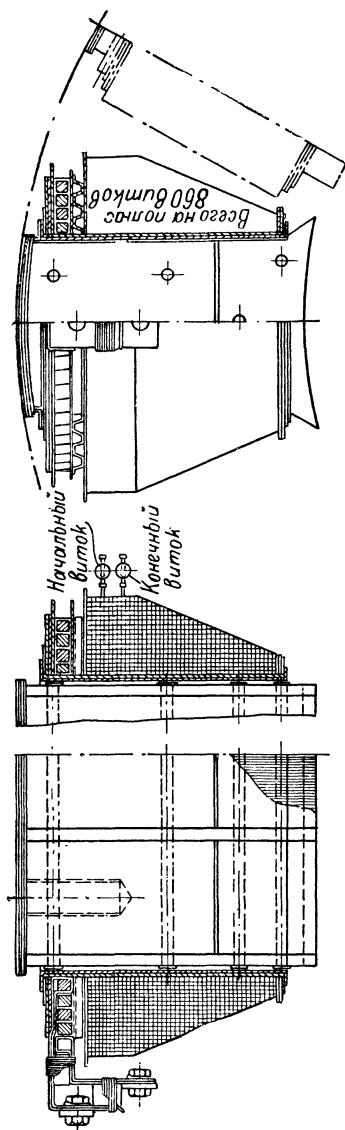 Всего на полюс
860 витков
Начальный
виток
Конечный
виток